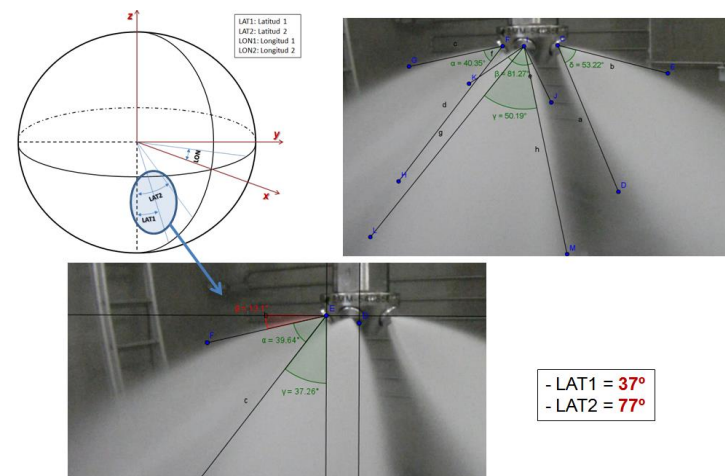 z
LAT1: Latitud 1
LAT2: Latitud 2
LON1: Longitud 1
LON2: Longitud 2
y
x
LON
LAT2
LAT1
F
C
c
b
G
E
f
e
K
J
α = 40.35°
β = 81.27°
δ = 53.22°
γ = 50.19°
d
g
a
h
H
D
L
M
E
F
α = 39.64°
γ = 37.26°
c
- LAT1 = 37º
- LAT2 = 77º